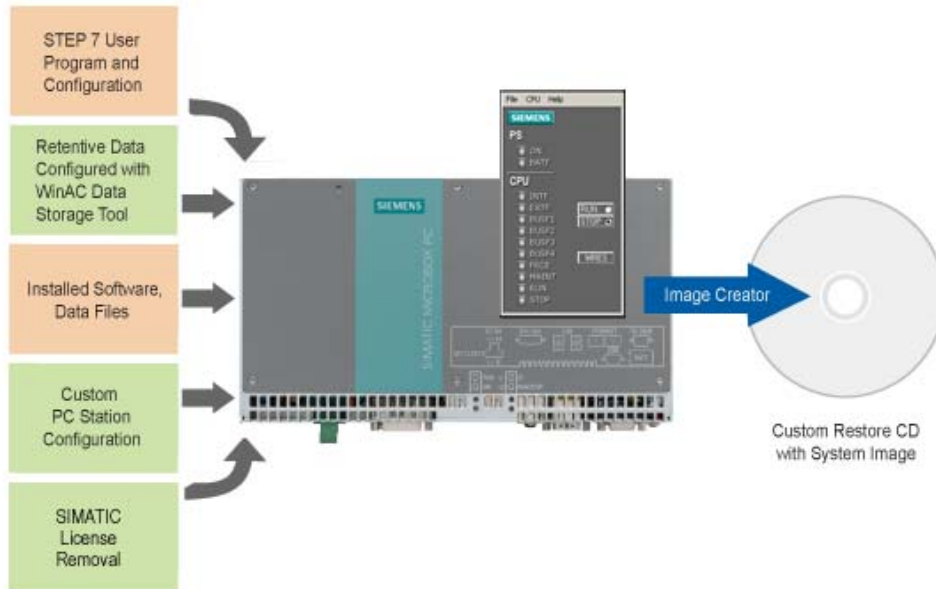 STEP 7 User
Program and
Configuration
Retentive Data
Configured with
WinAC Data
Storage Tool
Installed Software,
Data Files
Custom
PC Station
Configuration
SIMATIC
License
Removal
SIEMENS
SIMATIC MICROBOX PC
File CPU Help
SIEMENS
PS
ON
BATF
CPU
INTF
EXTF
BUSF1
BUSF2
BUSF3
BUSF4
FRCE
MAINT
RUN
STOP
RUN
STOP
MRES
Image Creator
Custom Restore CD
with System Image